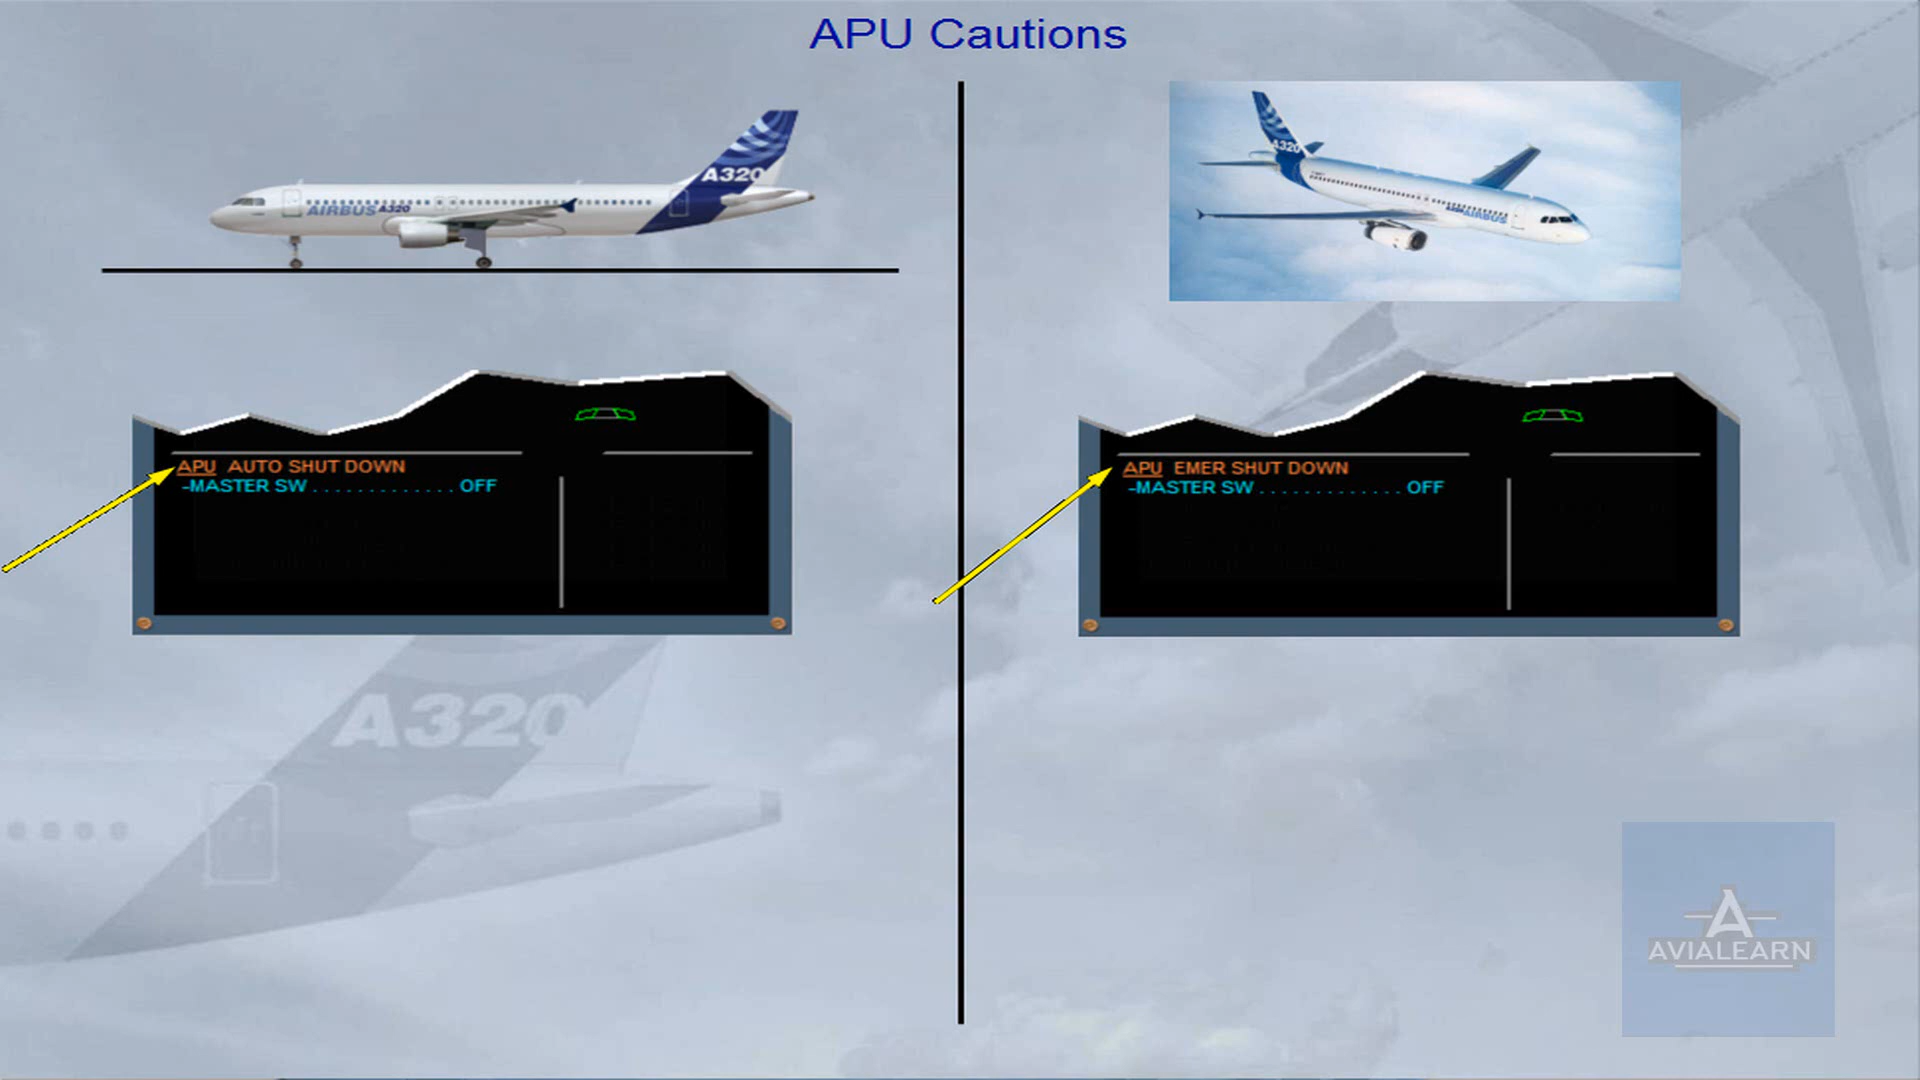 APU Cautions
A320
AIRBUS A320
A320
AIRBUS
APU AUTO SHUT DOWN
-MASTER SW . . . . . . . . . . . . . OFF
APU EMER SHUT DOWN
-MASTER SW . . . . . . . . . . . . . OFF
A320
A
AVIALEARN